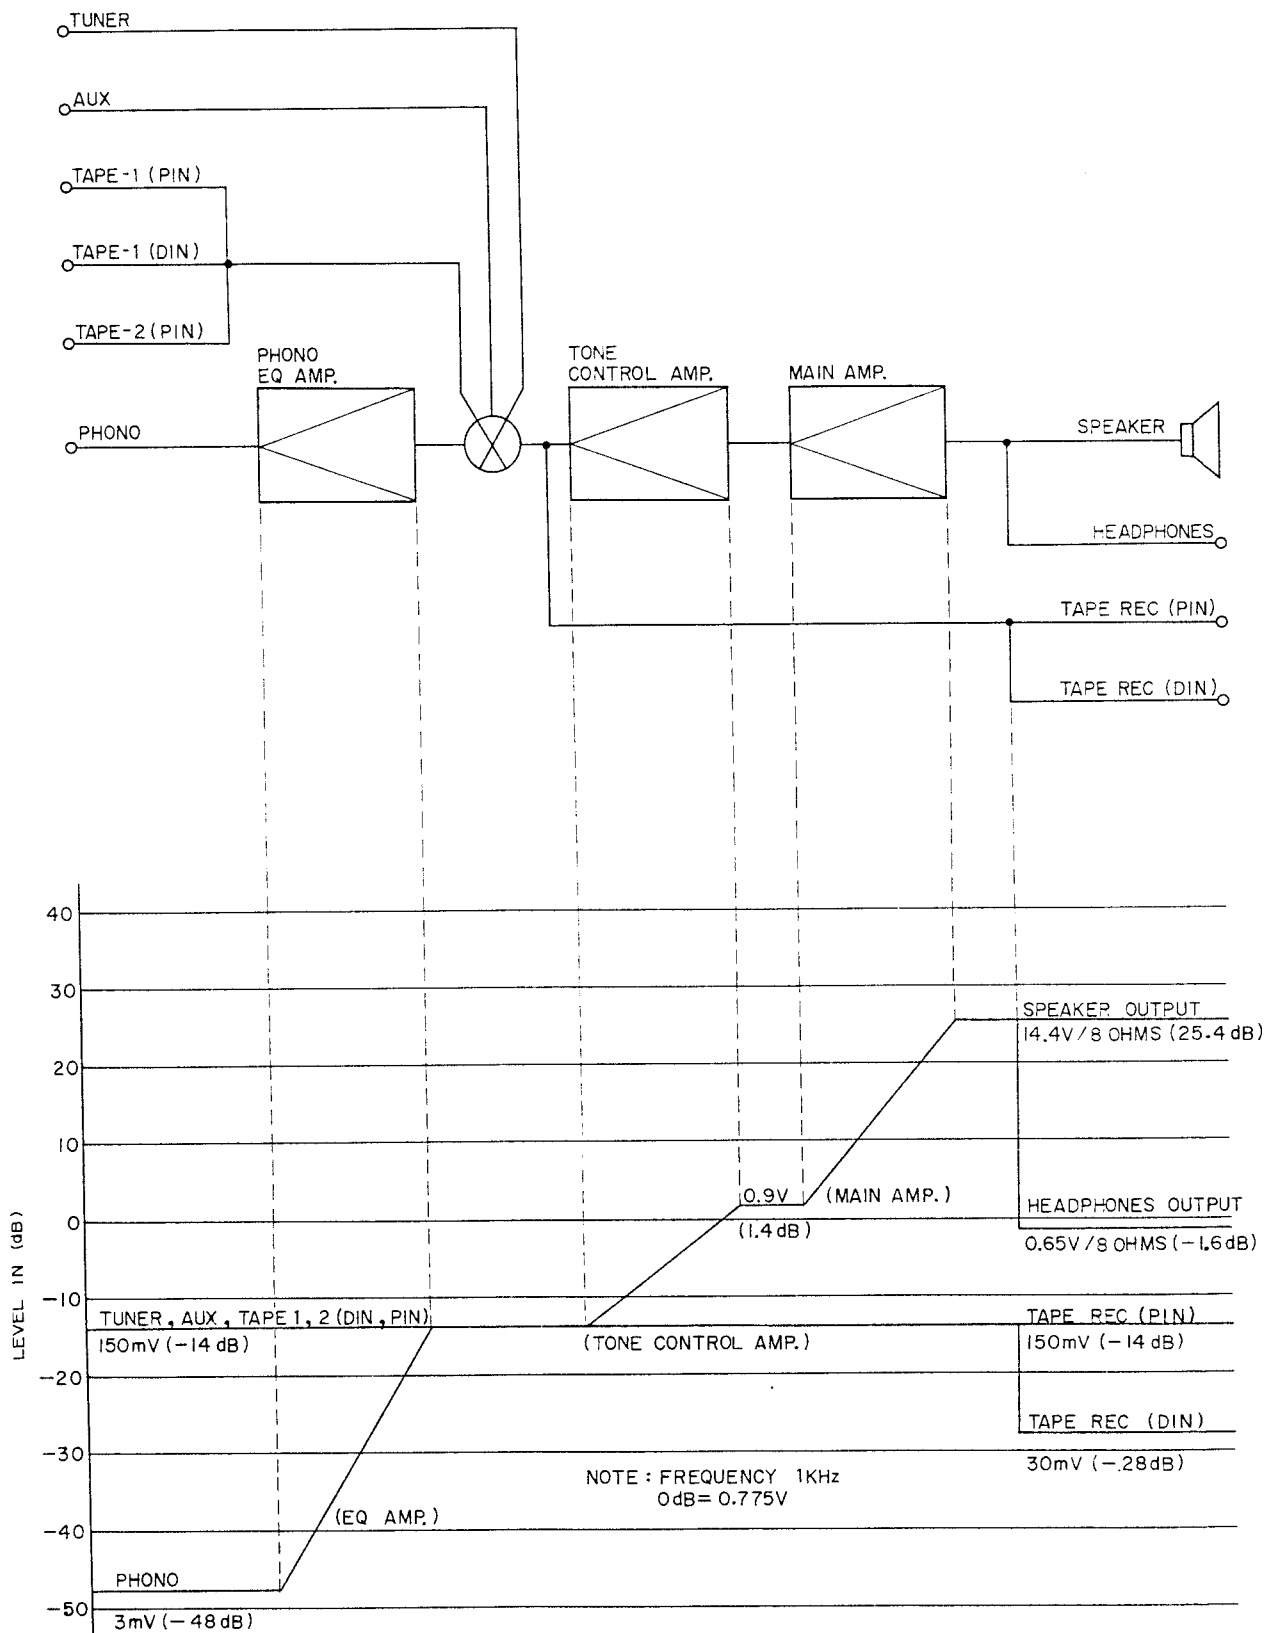 TUNER
AUX
TAPE-1 (PIN)
TAPE-1 (DIN)
TAPE-2 (PIN)
PHONO
EQ AMP.
TONE
CONTROL AMP.
MAIN AMP.
PHONO
SPEAKER
HEADPHONES
TAPE REC (PIN)
TAPE REC (DIN)
LEVEL IN (dB)
40
30
20
10
0
-10
-20
-30
-40
-50
SPEAKER OUTPUT
14.4V/8 OHMS (25.4 dB)
0.9V
(1.4 dB)
(MAIN AMP.)
HEADPHONES OUTPUT
0.65V/8 OHMS (-1.6dB)
TUNER, AUX, TAPE 1, 2 (DIN, PIN)
150mV (-14 dB)
(TONE CONTROL AMP.)
TAPE REC (PIN)
150mV (-14 dB)
TAPE REC (DIN)
30mV (-.28dB)
NOTE : FREQUENCY 1KHz
0dB= 0.775V
(EQ AMP.)
PHONO
3mV (-48dB)